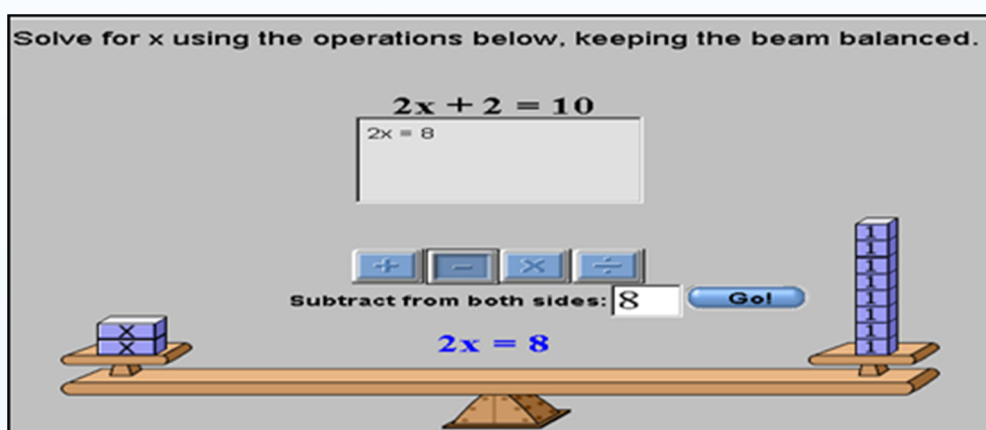 Solve for x using the operations below, keeping the beam balanced.
2x + 2 = 10
2x = 8
+ − × ÷
Subtract from both sides: 8 Go!
2x = 8
x
x
1
1
1
1
1
1
1
1